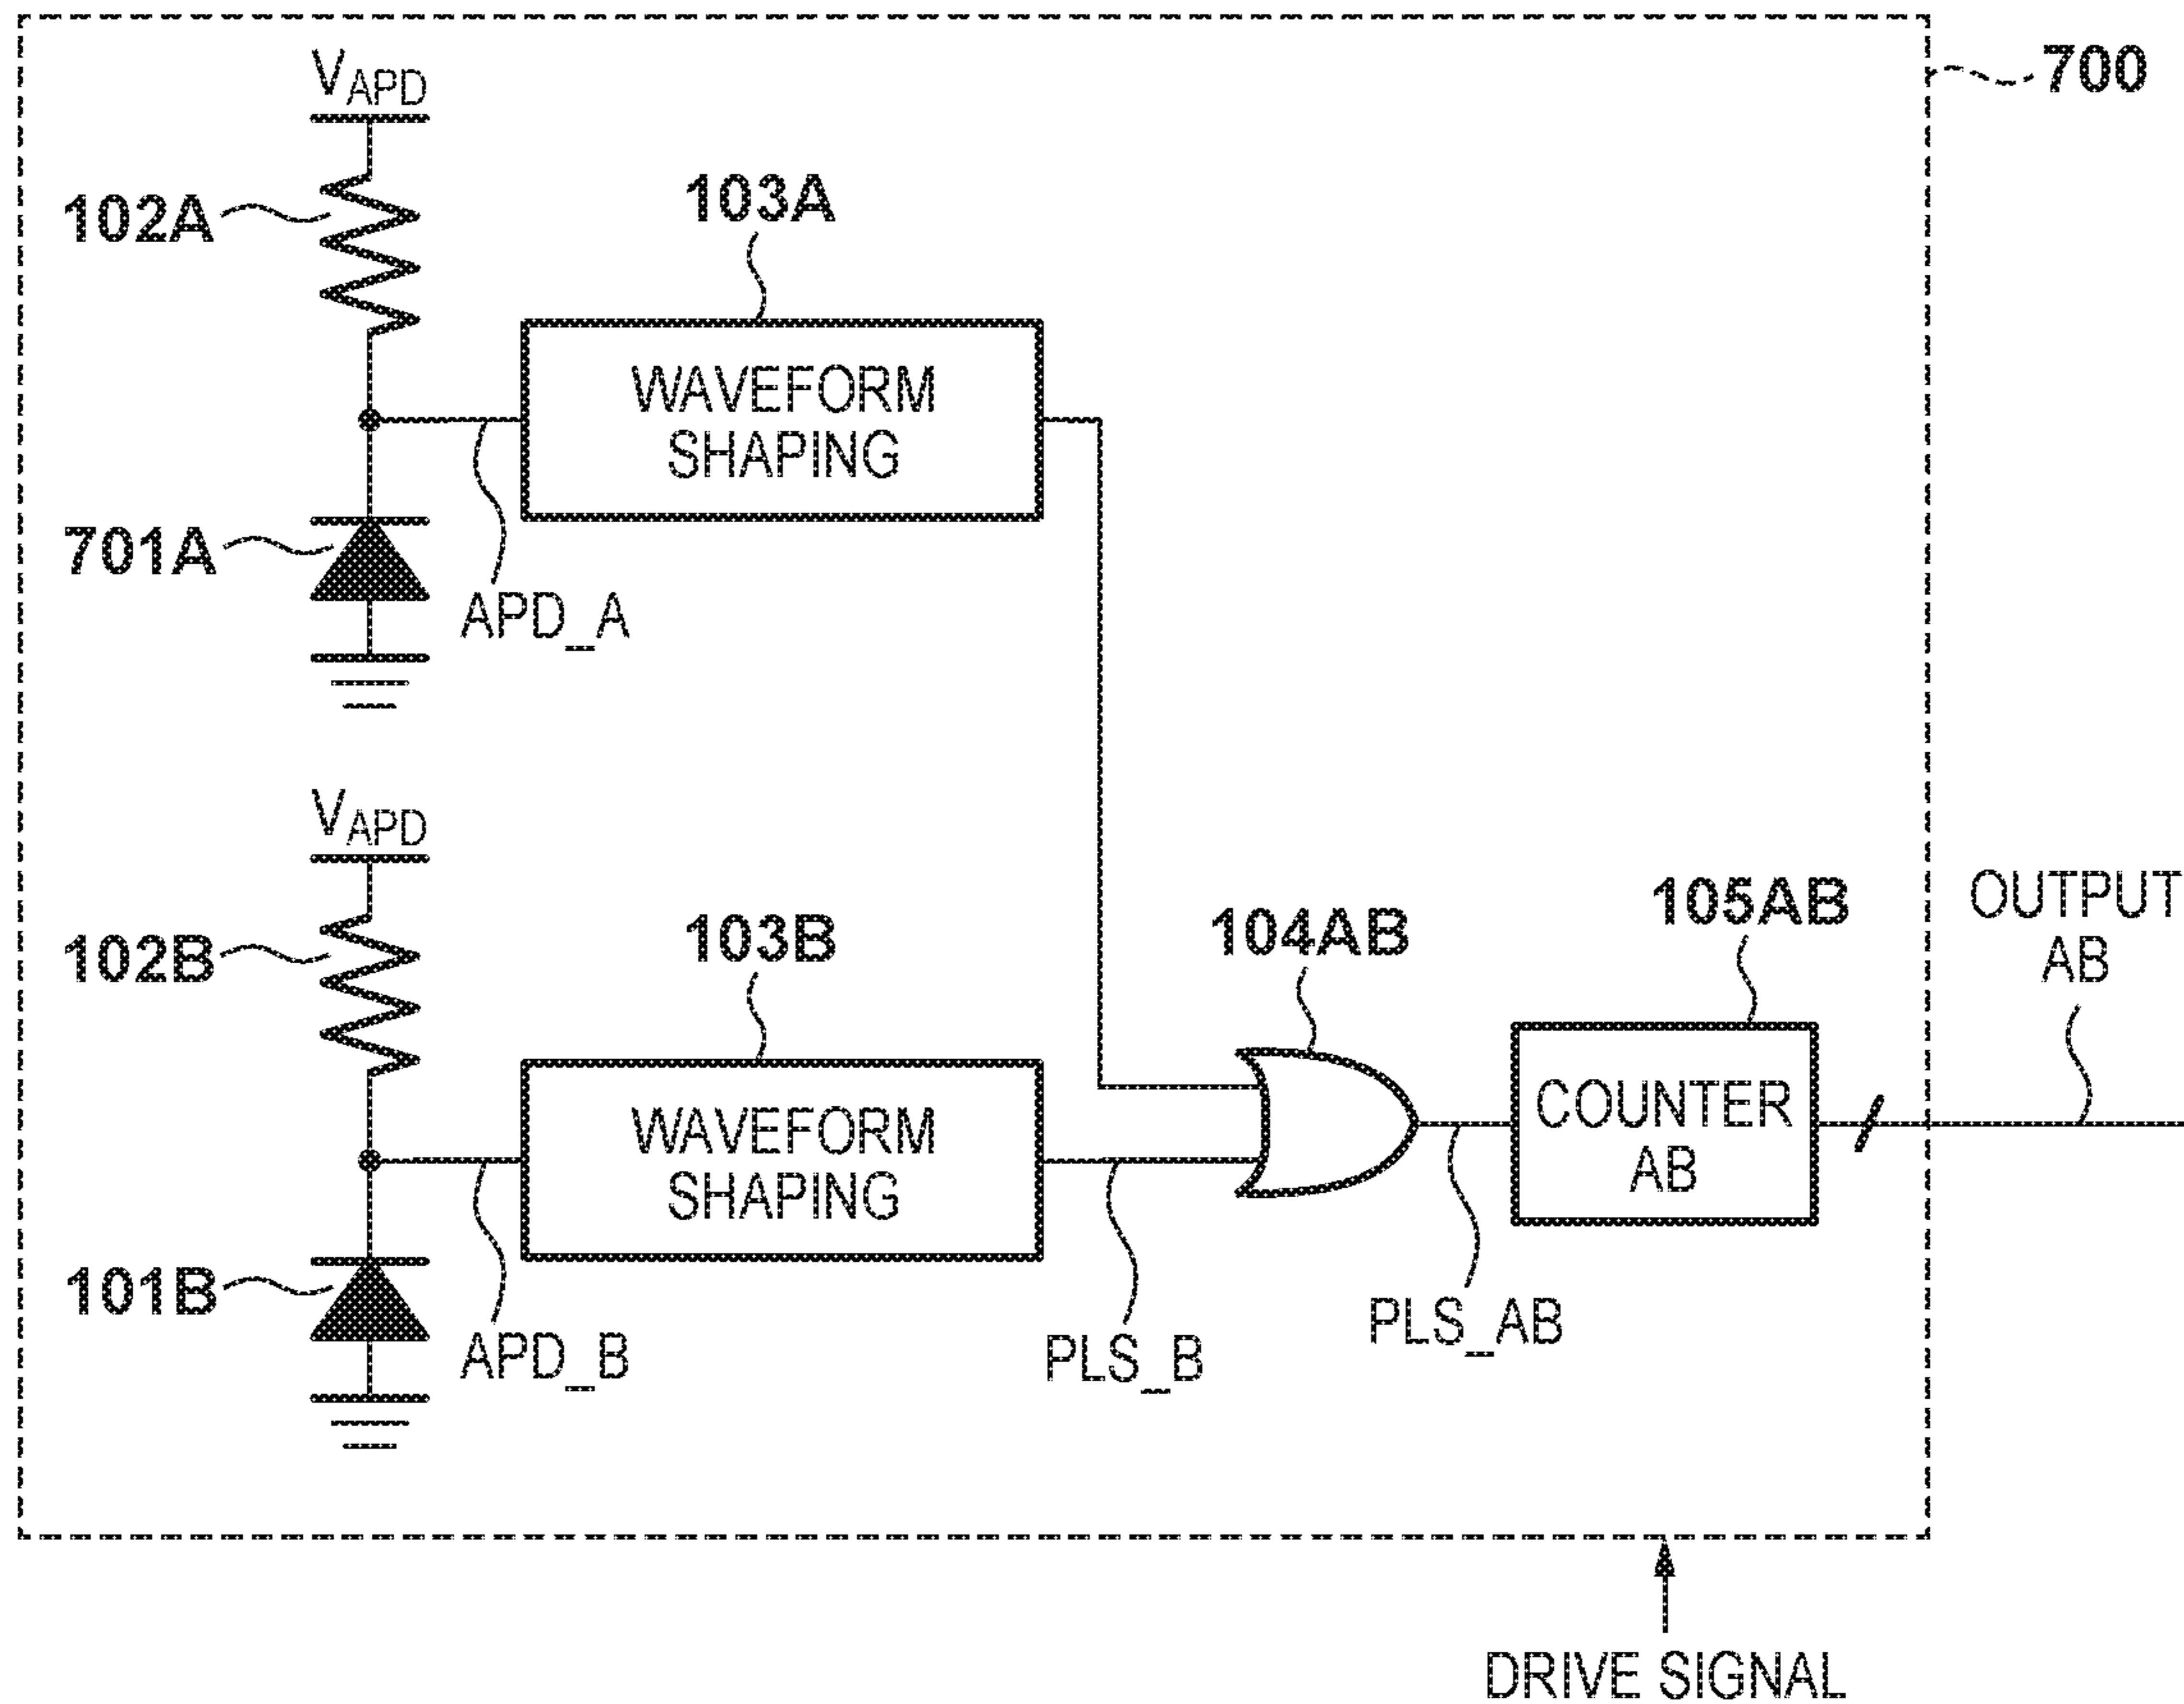 700
VAPD
102A
103A
WAVEFORM
SHAPING
701A
APD_A
VAPD
102B
103B
WAVEFORM
SHAPING
104AB
105AB
COUNTER
AB
OUTPUT
AB
101B
APD_B
PLS_B
PLS_AB
DRIVE SIGNAL